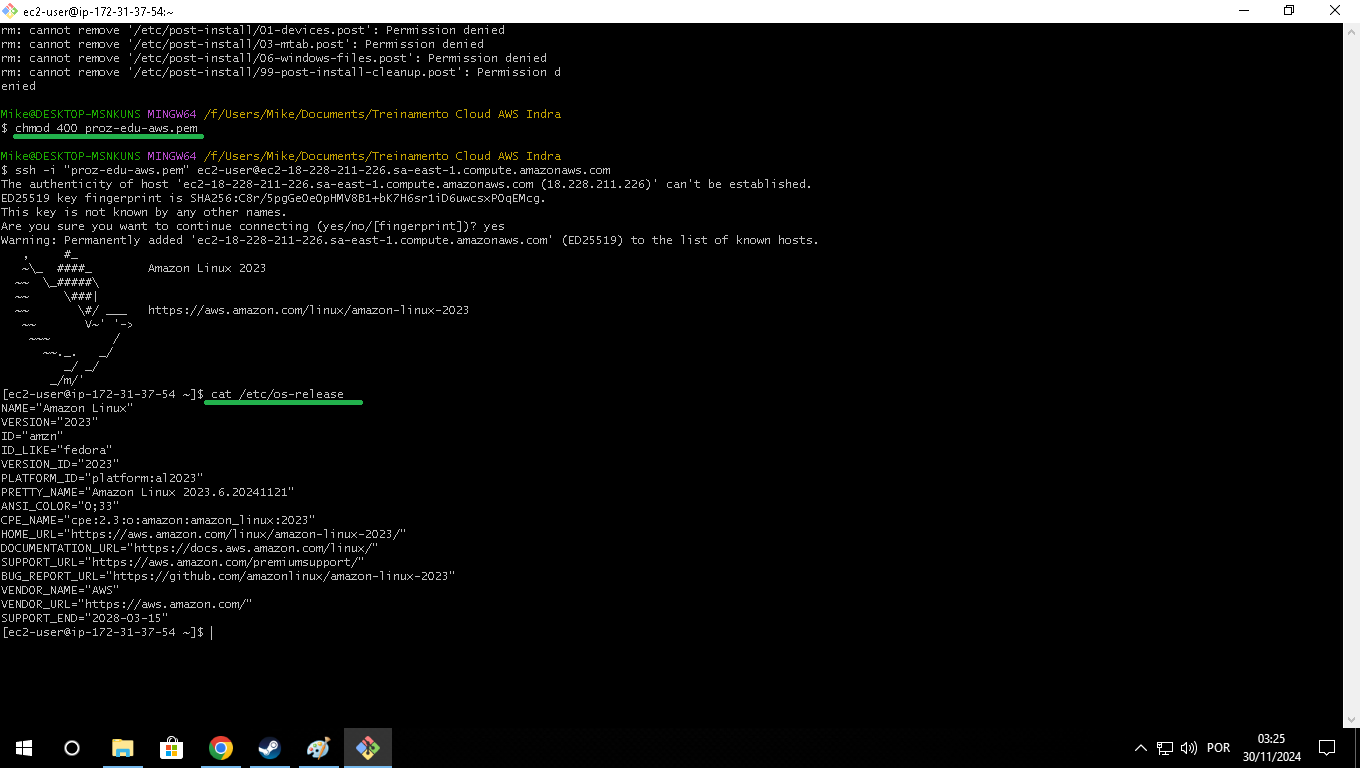 ec2-user@ip-172-31-37-54:~
rm: cannot remove '/etc/post-install/01-devices.post': Permission denied
rm: cannot remove '/etc/post-install/03-mtab.post': Permission denied
rm: cannot remove '/etc/post-install/06-windows-files.post': Permission denied
rm: cannot remove '/etc/post-install/99-post-install-cleanup.post': Permission d
enied
Mike@DESKTOP-MSNKUNS MINGW64 /f/Users/Mike/Documents/Treinamento Cloud AWS Indra
$ chmod 400 proz-edu-aws.pem
Mike@DESKTOP-MSNKUNS MINGW64 /f/Users/Mike/Documents/Treinamento Cloud AWS Indra
$ ssh -i "proz-edu-aws.pem" ec2-user@ec2-18-228-211-226.sa-east-1.compute.amazonaws.com
The authenticity of host 'ec2-18-228-211-226.sa-east-1.compute.amazonaws.com (18.228.211.226)' can't be established.
ED25519 key fingerprint is SHA256:C8r/5pgGe0e0pHMV8B1+bK7H6sr1iD6uwcsxP0qEMcg.
This key is not known by any other names.
Are you sure you want to continue connecting (yes/no/[fingerprint])? yes
Warning: Permanently added 'ec2-18-228-211-226.sa-east-1.compute.amazonaws.com' (ED25519) to the list of known hosts.
   ,     #_
   ~\_  ####_        Amazon Linux 2023
  ~~  \_#####\
  ~~     \###|
  ~~       \#/ ___   https://aws.amazon.com/linux/amazon-linux-2023
   ~~       V~' '->
    ~~~         /
      ~~._.   _/
         _/ _/
       _/m/'
[ec2-user@ip-172-31-37-54 ~]$ cat /etc/os-release
NAME="Amazon Linux"
VERSION="2023"
ID="amzn"
ID_LIKE="fedora"
VERSION_ID="2023"
PLATFORM_ID="platform:al2023"
PRETTY_NAME="Amazon Linux 2023.6.20241121"
ANSI_COLOR="0;33"
CPE_NAME="cpe:2.3:o:amazon:amazon_linux:2023"
HOME_URL="https://aws.amazon.com/linux/amazon-linux-2023/"
DOCUMENTATION_URL="https://docs.aws.amazon.com/linux/"
SUPPORT_URL="https://aws.amazon.com/premiumsupport/"
BUG_REPORT_URL="https://github.com/amazonlinux/amazon-linux-2023"
VENDOR_NAME="AWS"
VENDOR_URL="https://aws.amazon.com/"
SUPPORT_END="2028-03-15"
[ec2-user@ip-172-31-37-54 ~]$
POR
03:25
30/11/2024